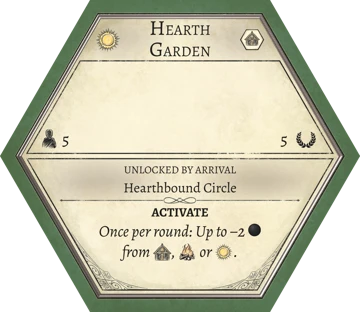 HEARTH
GARDEN
5 5
UNLOCKED BY ARRIVAL
Hearthbound Circle
ACTIVATE
Once per round: Up to –2
from , or .